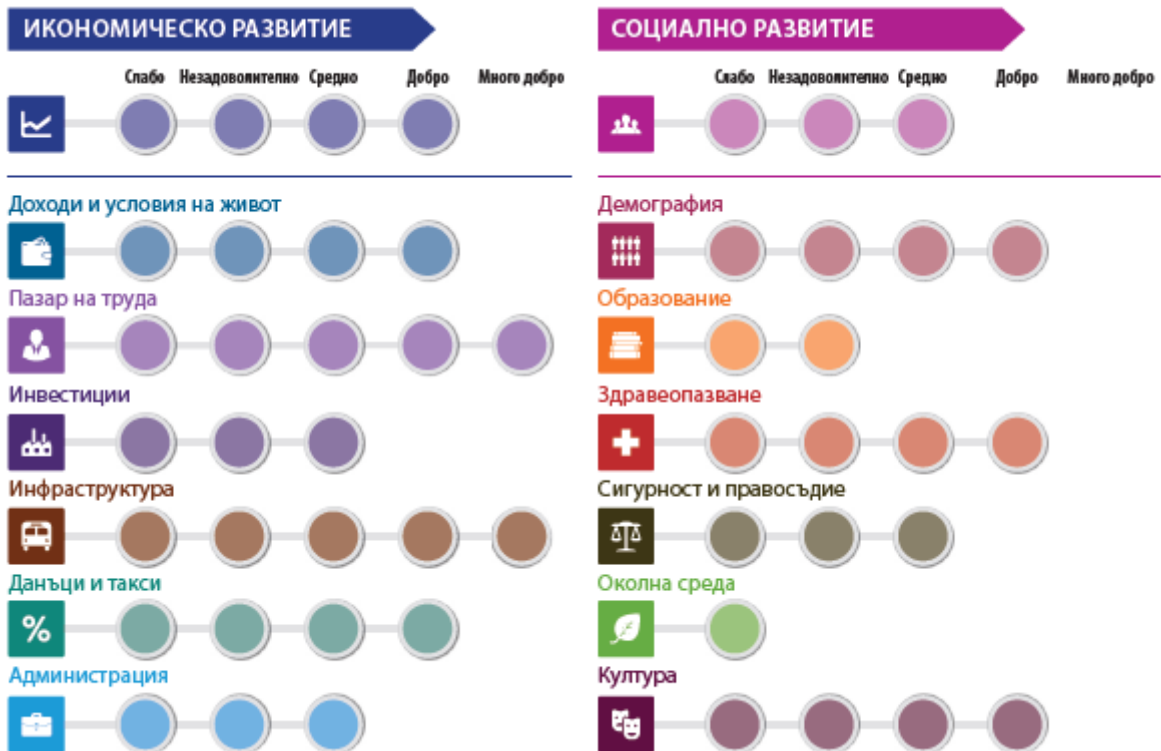 ИКОНОМИЧЕСКО РАЗВИТИЕ
Слабо Незадоволително Средно Добро Много добро
Доходи и условия на живот
Пазар на труда
Инвестиции
Инфраструктура
Данъци и такси
%
Администрация
СОЦИАЛНО РАЗВИТИЕ
Слабо Незадоволително Средно Добро Много добро
Демография
Образование
Здравеопазване
Сигурност и правосъдие
Околна среда
Култура